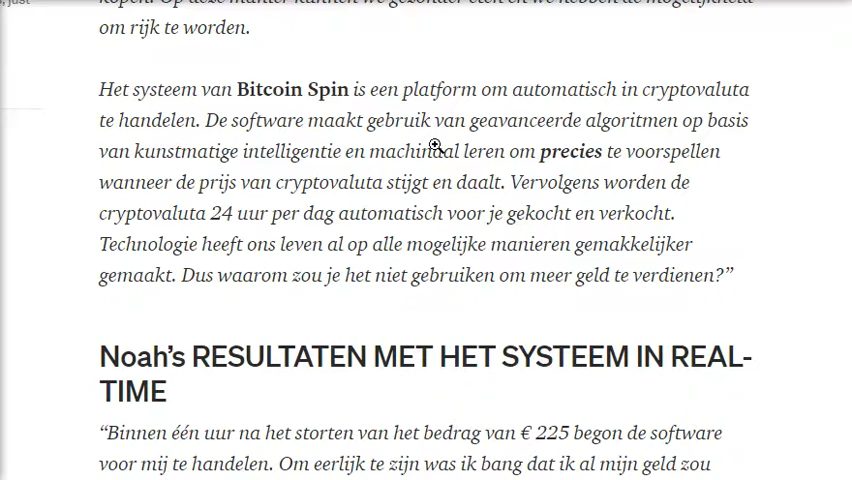 om rijk te worden.
Het systeem van Bitcoin Spin is een platform om automatisch in cryptovaluta
te handelen. De software maakt gebruik van geavanceerde algoritmen op basis
van kunstmatige intelligentie en machinaal leren om precies te voorspellen
wanneer de prijs van cryptovaluta stijgt en daalt. Vervolgens worden de
cryptovaluta 24 uur per dag automatisch voor je gekocht en verkocht.
Technologie heeft ons leven al op alle mogelijke manieren gemakkelijker
gemaakt. Dus waarom zou je het niet gebruiken om meer geld te verdienen?”
Noah’s RESULTATEN MET HET SYSTEEM IN REAL-
TIME
“Binnen één uur na het storten van het bedrag van € 225 begon de software
voor mij te handelen. Om eerlijk te zijn was ik bang dat ik al mijn geld zou